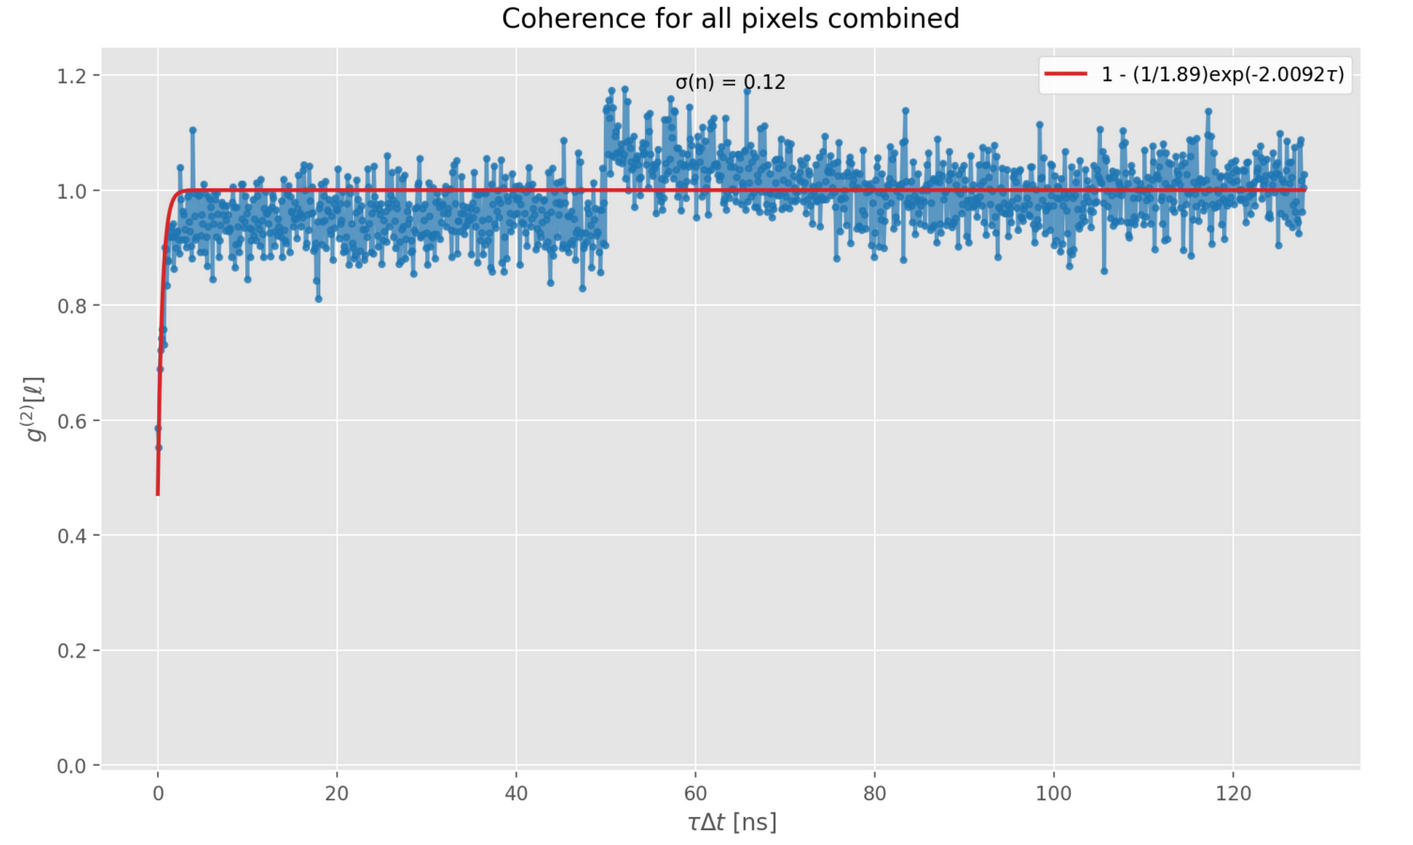 Coherence for all pixels combined
1.2
σ(n) = 0.12
1 - (1/1.89)exp(-2.0092τ)
1.0
0.8
0.6
0.4
0.2
0.0
g⁽²⁾[ℓ]
0 20 40 60 80 100 120
τΔt [ns]